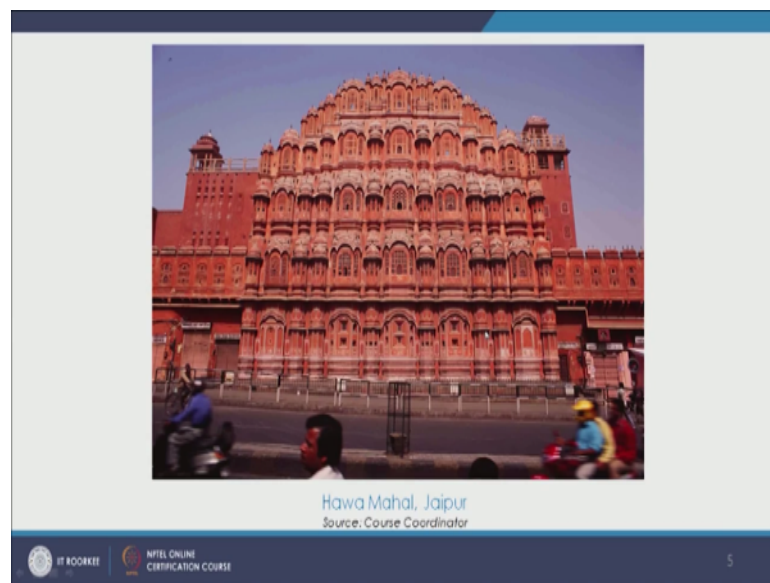 Hawa Mahal, Jaipur
Source: Course Coordinator
IIT ROORKEE
NPTEL ONLINE
CERTIFICATION COURSE
5